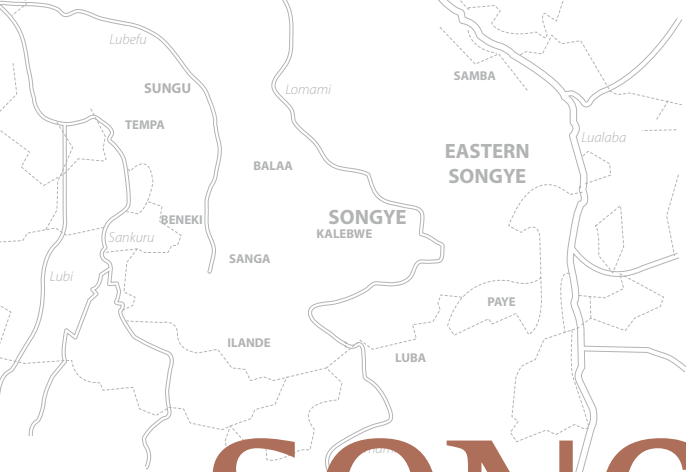 Lubefu
SAMBA
SUNGU
Lomami
TEMPA
Lualaba
EASTERN
SONGYE
BALAA
SONGYE
BENEKI
KALEBWE
Sankuru
SANGA
Lubi
PAYE
ILANDE
LUBA